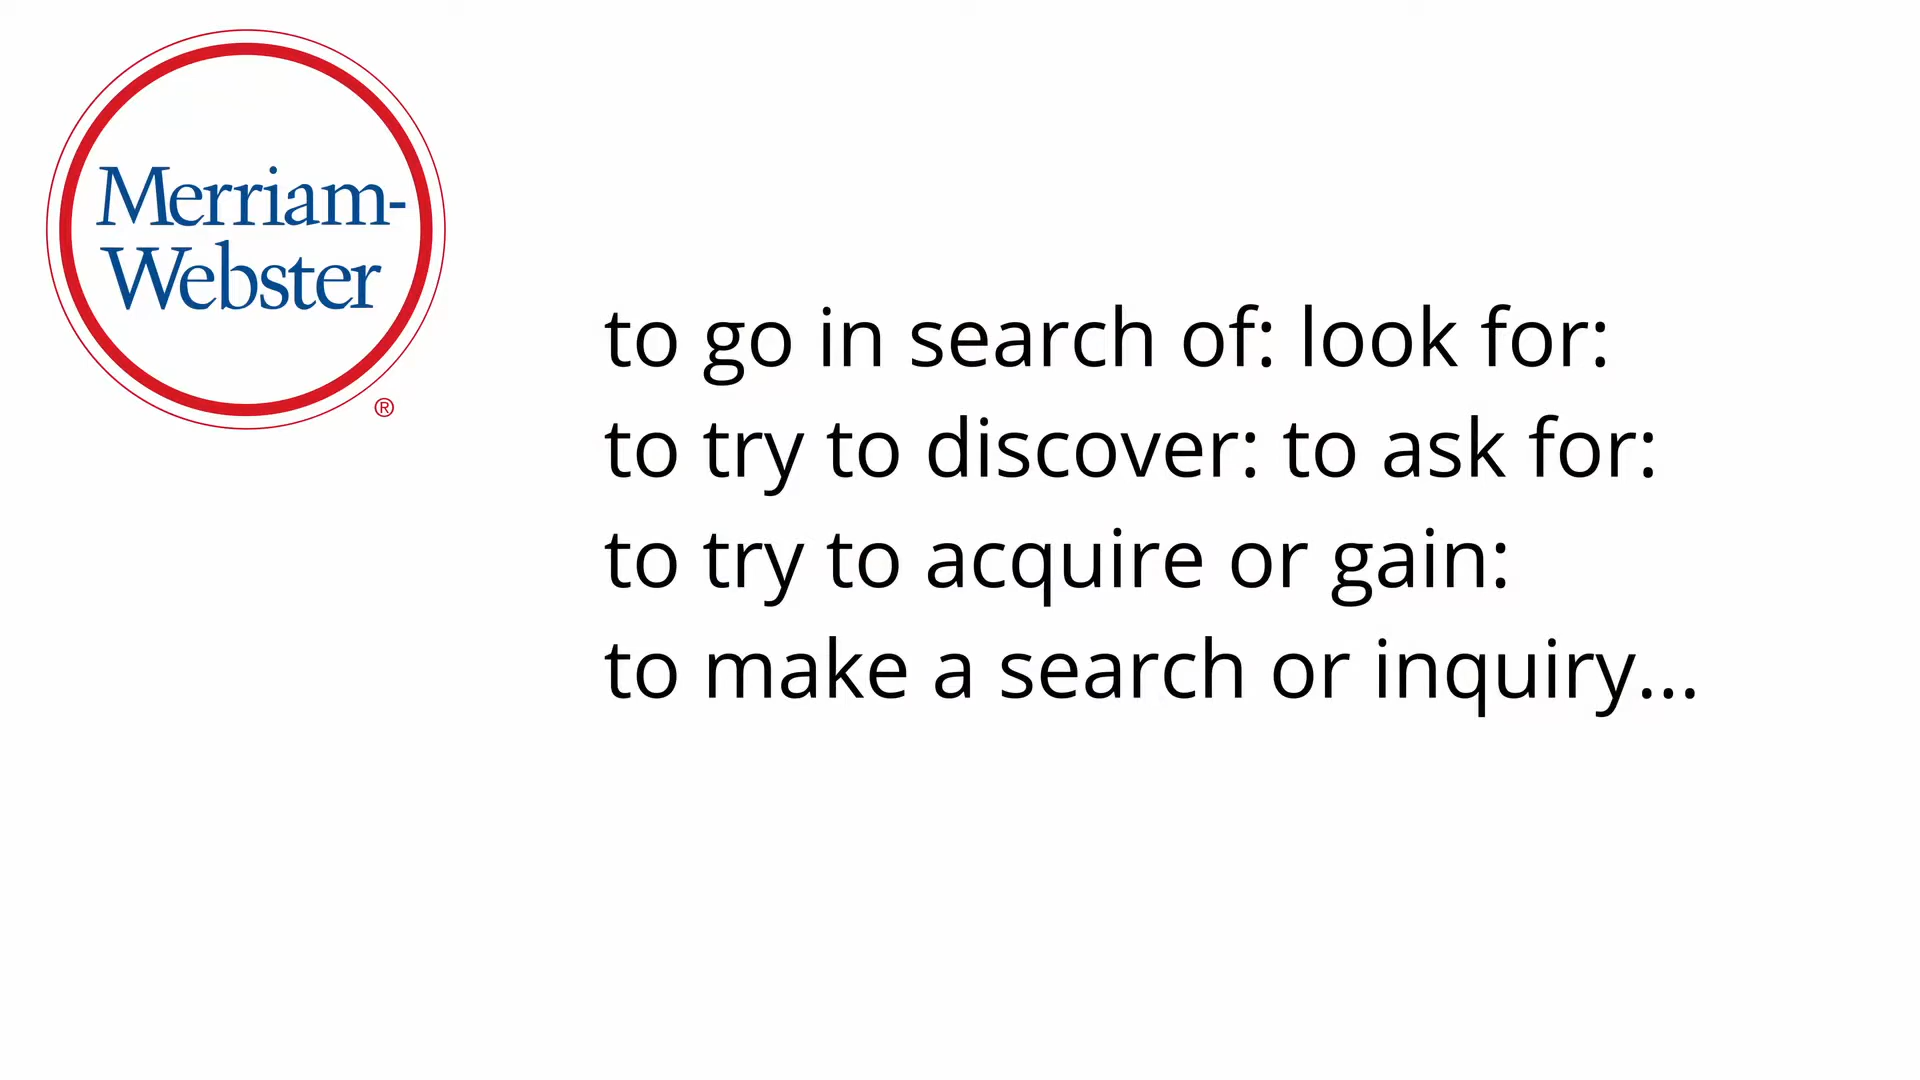 Merriam-
Webster
®
to go in search of: look for:
to try to discover: to ask for:
to try to acquire or gain:
to make a search or inquiry...